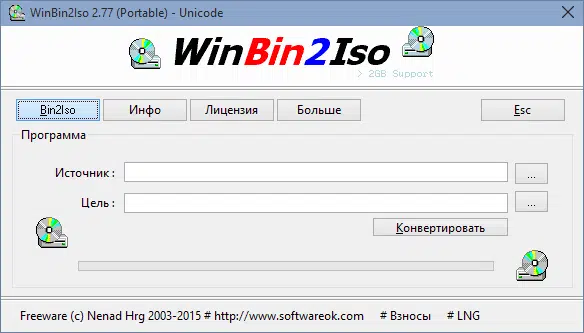 WinBin2Iso 2.77 (Portable) - Unicode
WinBin2Iso
> 2GB Support
Bin2Iso Инфо Лицензия Больше Esc
Программа
Источник : ...
Цель : ...
Конвертировать
Freeware (c) Nenad Hrg 2003-2015 # http://www.softwareok.com # Взносы # LNG